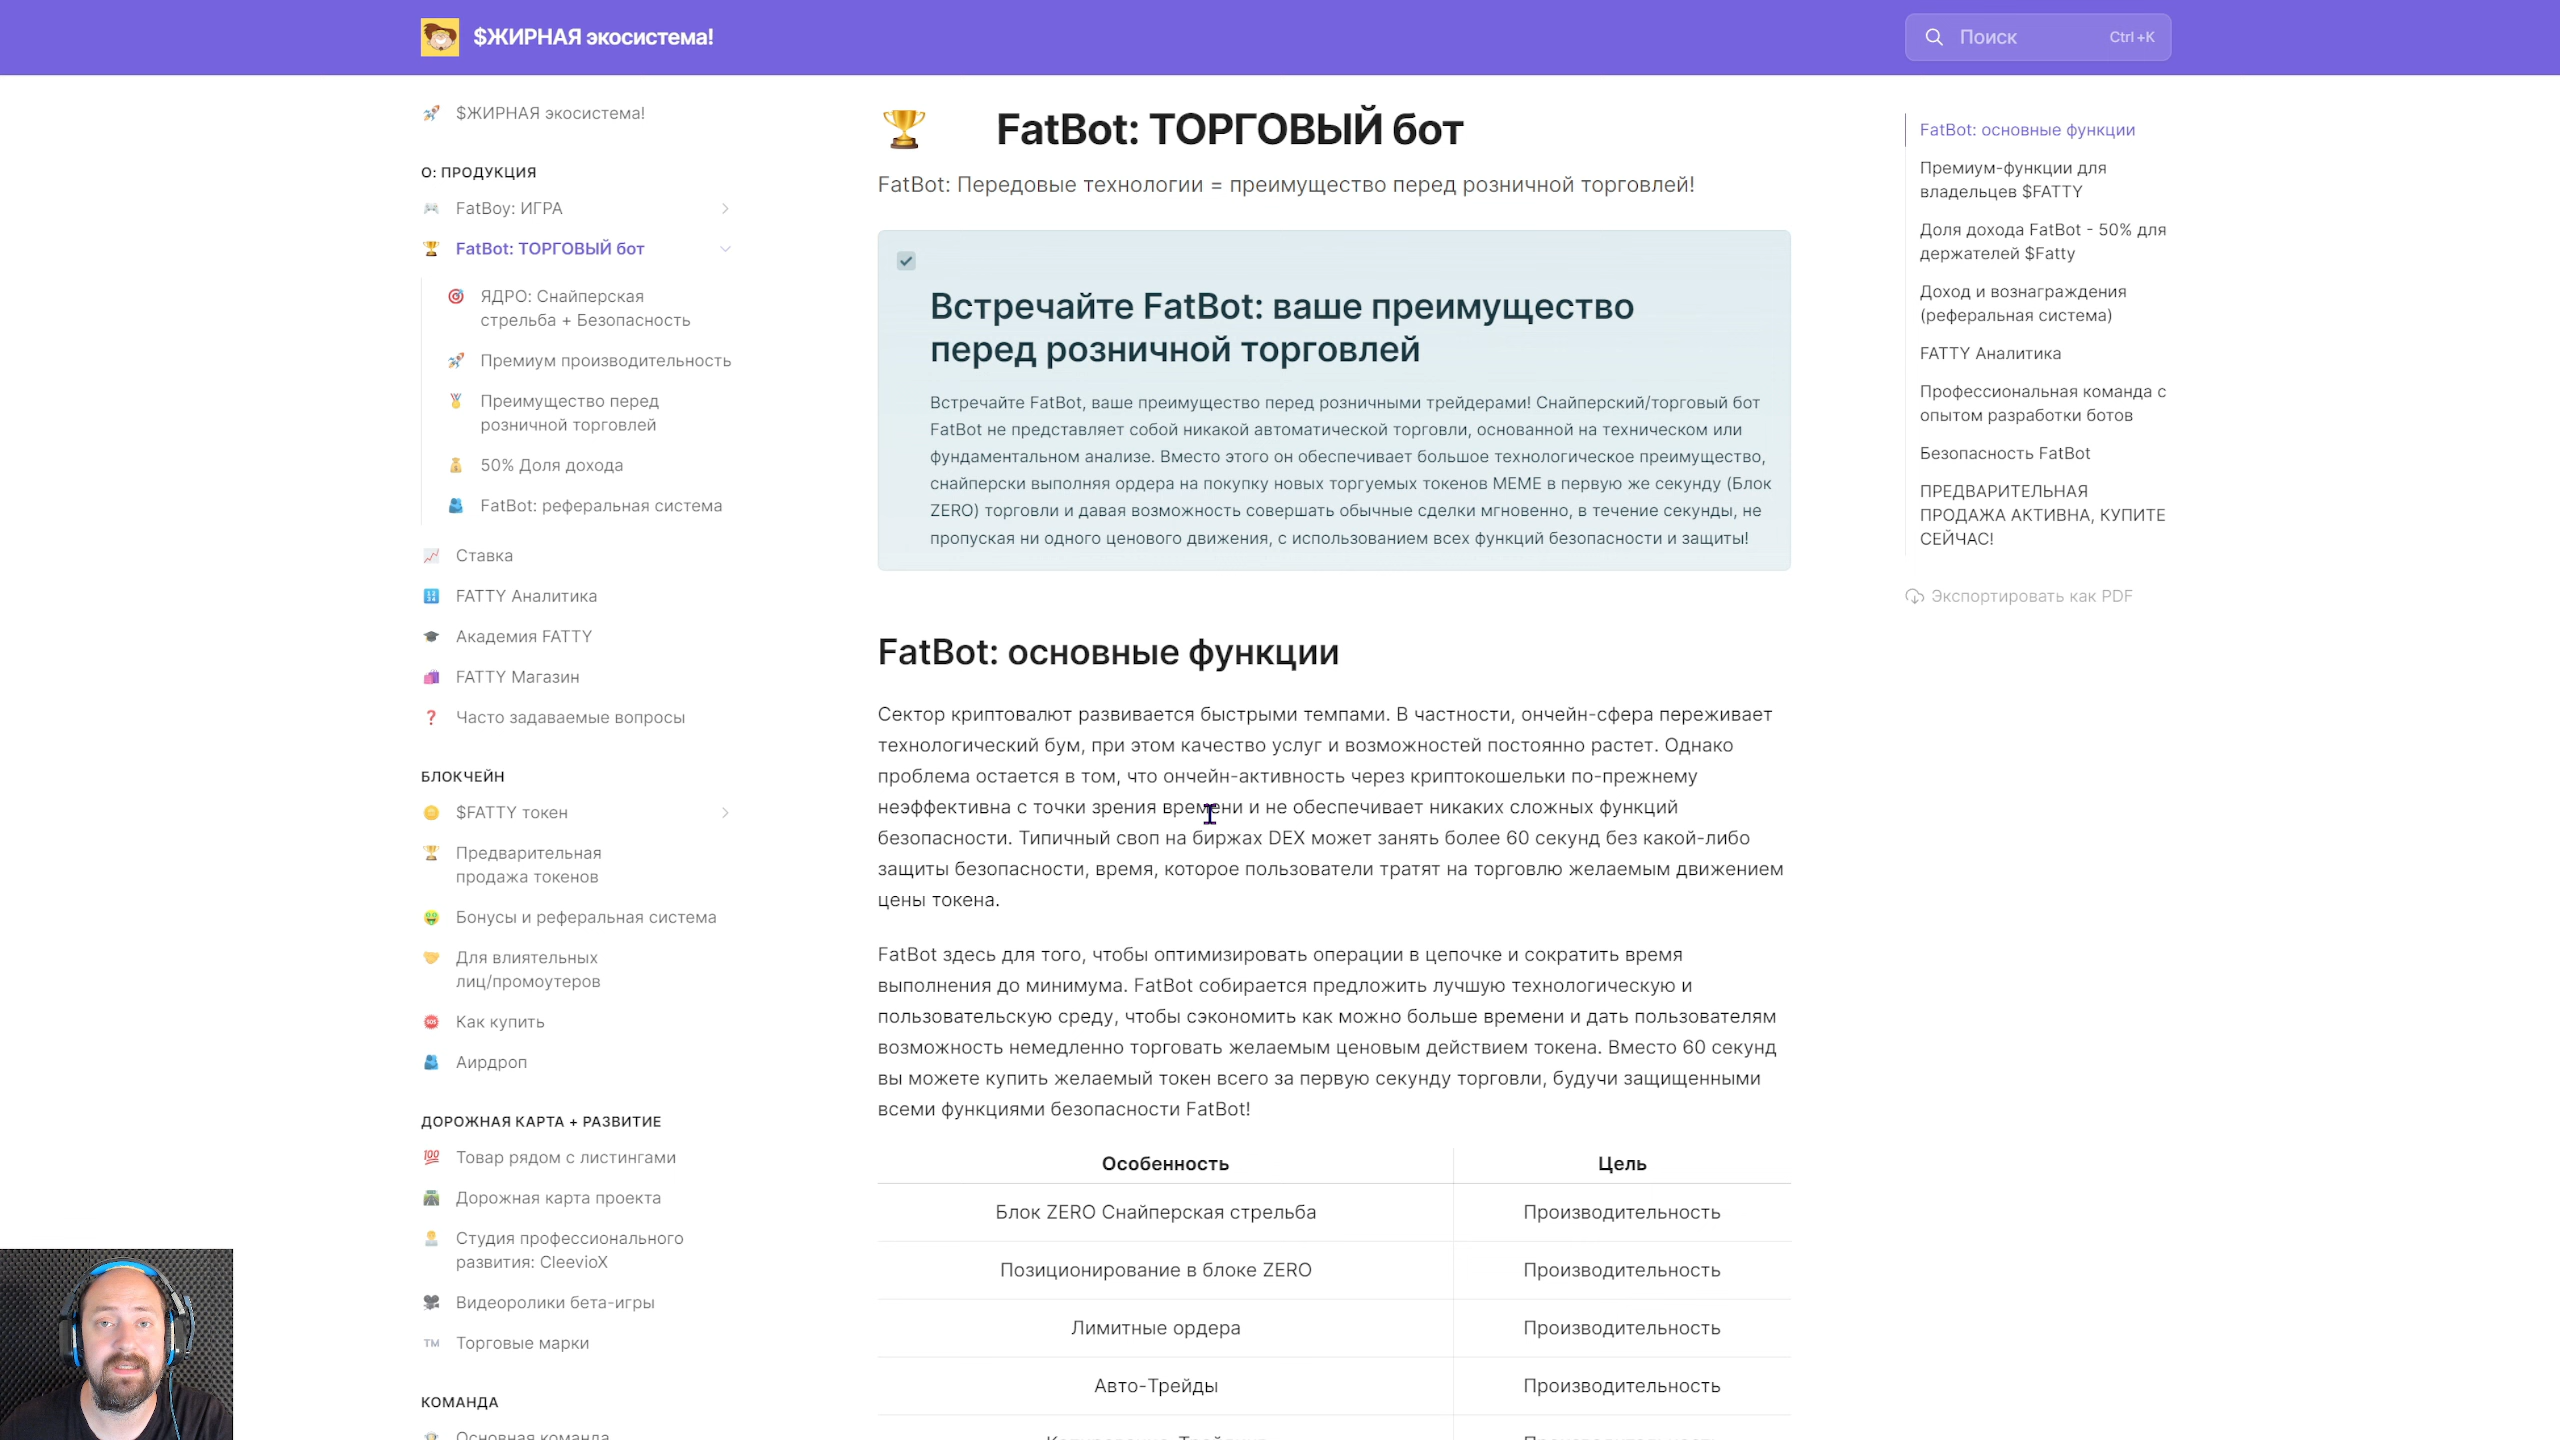 $ЖИРНАЯ экосистема!
Поиск
Ctrl+K
$ЖИРНАЯ экосистема!
О: ПРОДУКЦИЯ
FatBoy: ИГРА
FatBot: ТОРГОВЫЙ бот
ЯДРО: Снайперская
стрельба + Безопасность
Премиум производительность
Преимущество перед
розничной торговлей
50% Доля дохода
FatBot: реферальная система
Ставка
FATTY Аналитика
Академия FATTY
FATTY Магазин
Часто задаваемые вопросы
БЛОКЧЕЙН
$FATTY токен
Предварительная
продажа токенов
Бонусы и реферальная система
Для влиятельных
лиц/промоутеров
Как купить
Аирдроп
ДОРОЖНАЯ КАРТА + РАЗВИТИЕ
Товар рядом с листингами
Дорожная карта проекта
Студия профессионального
развития: CleevioX
Видеоролики бета-игры
Торговые марки
КОМАНДА
Основная команда
FatBot: ТОРГОВЫЙ бот
FatBot: Передовые технологии = преимущество перед розничной торговлей!
Встречайте FatBot: ваше преимущество
перед розничной торговлей
Встречайте FatBot, ваше преимущество перед розничными трейдерами! Снайперский/торговый бот
FatBot не представляет собой никакой автоматической торговли, основанной на техническом или
фундаментальном анализе. Вместо этого он обеспечивает большое технологическое преимущество,
снайперски выполняя ордера на покупку новых торгуемых токенов MEME в первую же секунду (Блок
ZERO) торговли и давая возможность совершать обычные сделки мгновенно, в течение секунды, не
пропуская ни одного ценового движения, с использованием всех функций безопасности и защиты!
FatBot: основные функции
Сектор криптовалют развивается быстрыми темпами. В частности, ончейн-сфера переживает
технологический бум, при этом качество услуг и возможностей постоянно растет. Однако
проблема остается в том, что ончейн-активность через криптокошельки по-прежнему
неэффективна с точки зрения времени и не обеспечивает никаких сложных функций
безопасности. Типичный своп на биржах DEX может занять более 60 секунд без какой-либо
защиты безопасности, время, которое пользователи тратят на торговлю желаемым движением
цены токена.
FatBot здесь для того, чтобы оптимизировать операции в цепочке и сократить время
выполнения до минимума. FatBot собирается предложить лучшую технологическую и
пользовательскую среду, чтобы сэкономить как можно больше времени и дать пользователям
возможность немедленно торговать желаемым ценовым действием токена. Вместо 60 секунд
вы можете купить желаемый токен всего за первую секунду торговли, будучи защищенными
всеми функциями безопасности FatBot!
Особенность Цель
Блок ZERO Снайперская стрельба Производительность
Позиционирование в блоке ZERO Производительность
Лимитные ордера Производительность
Авто-Трейды Производительность
FatBot: основные функции
Премиум-функции для
владельцев $FATTY
Доля дохода FatBot - 50% для
держателей $Fatty
Доход и вознаграждения
(реферальная система)
FATTY Аналитика
Профессиональная команда с
опытом разработки ботов
Безопасность FatBot
ПРЕДВАРИТЕЛЬНАЯ
ПРОДАЖА АКТИВНА, КУПИТЕ
СЕЙЧАС!
Экспортировать как PDF